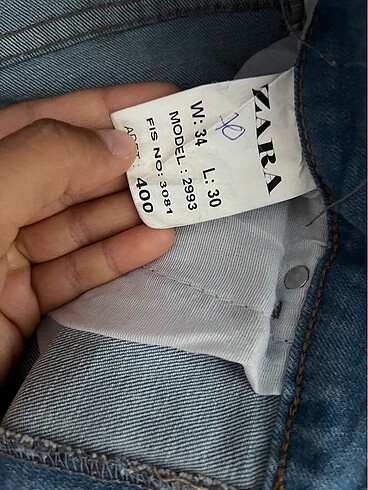 ZARA
W: 34 L: 30
MODEL : 2993
FIS NO: 3081
400